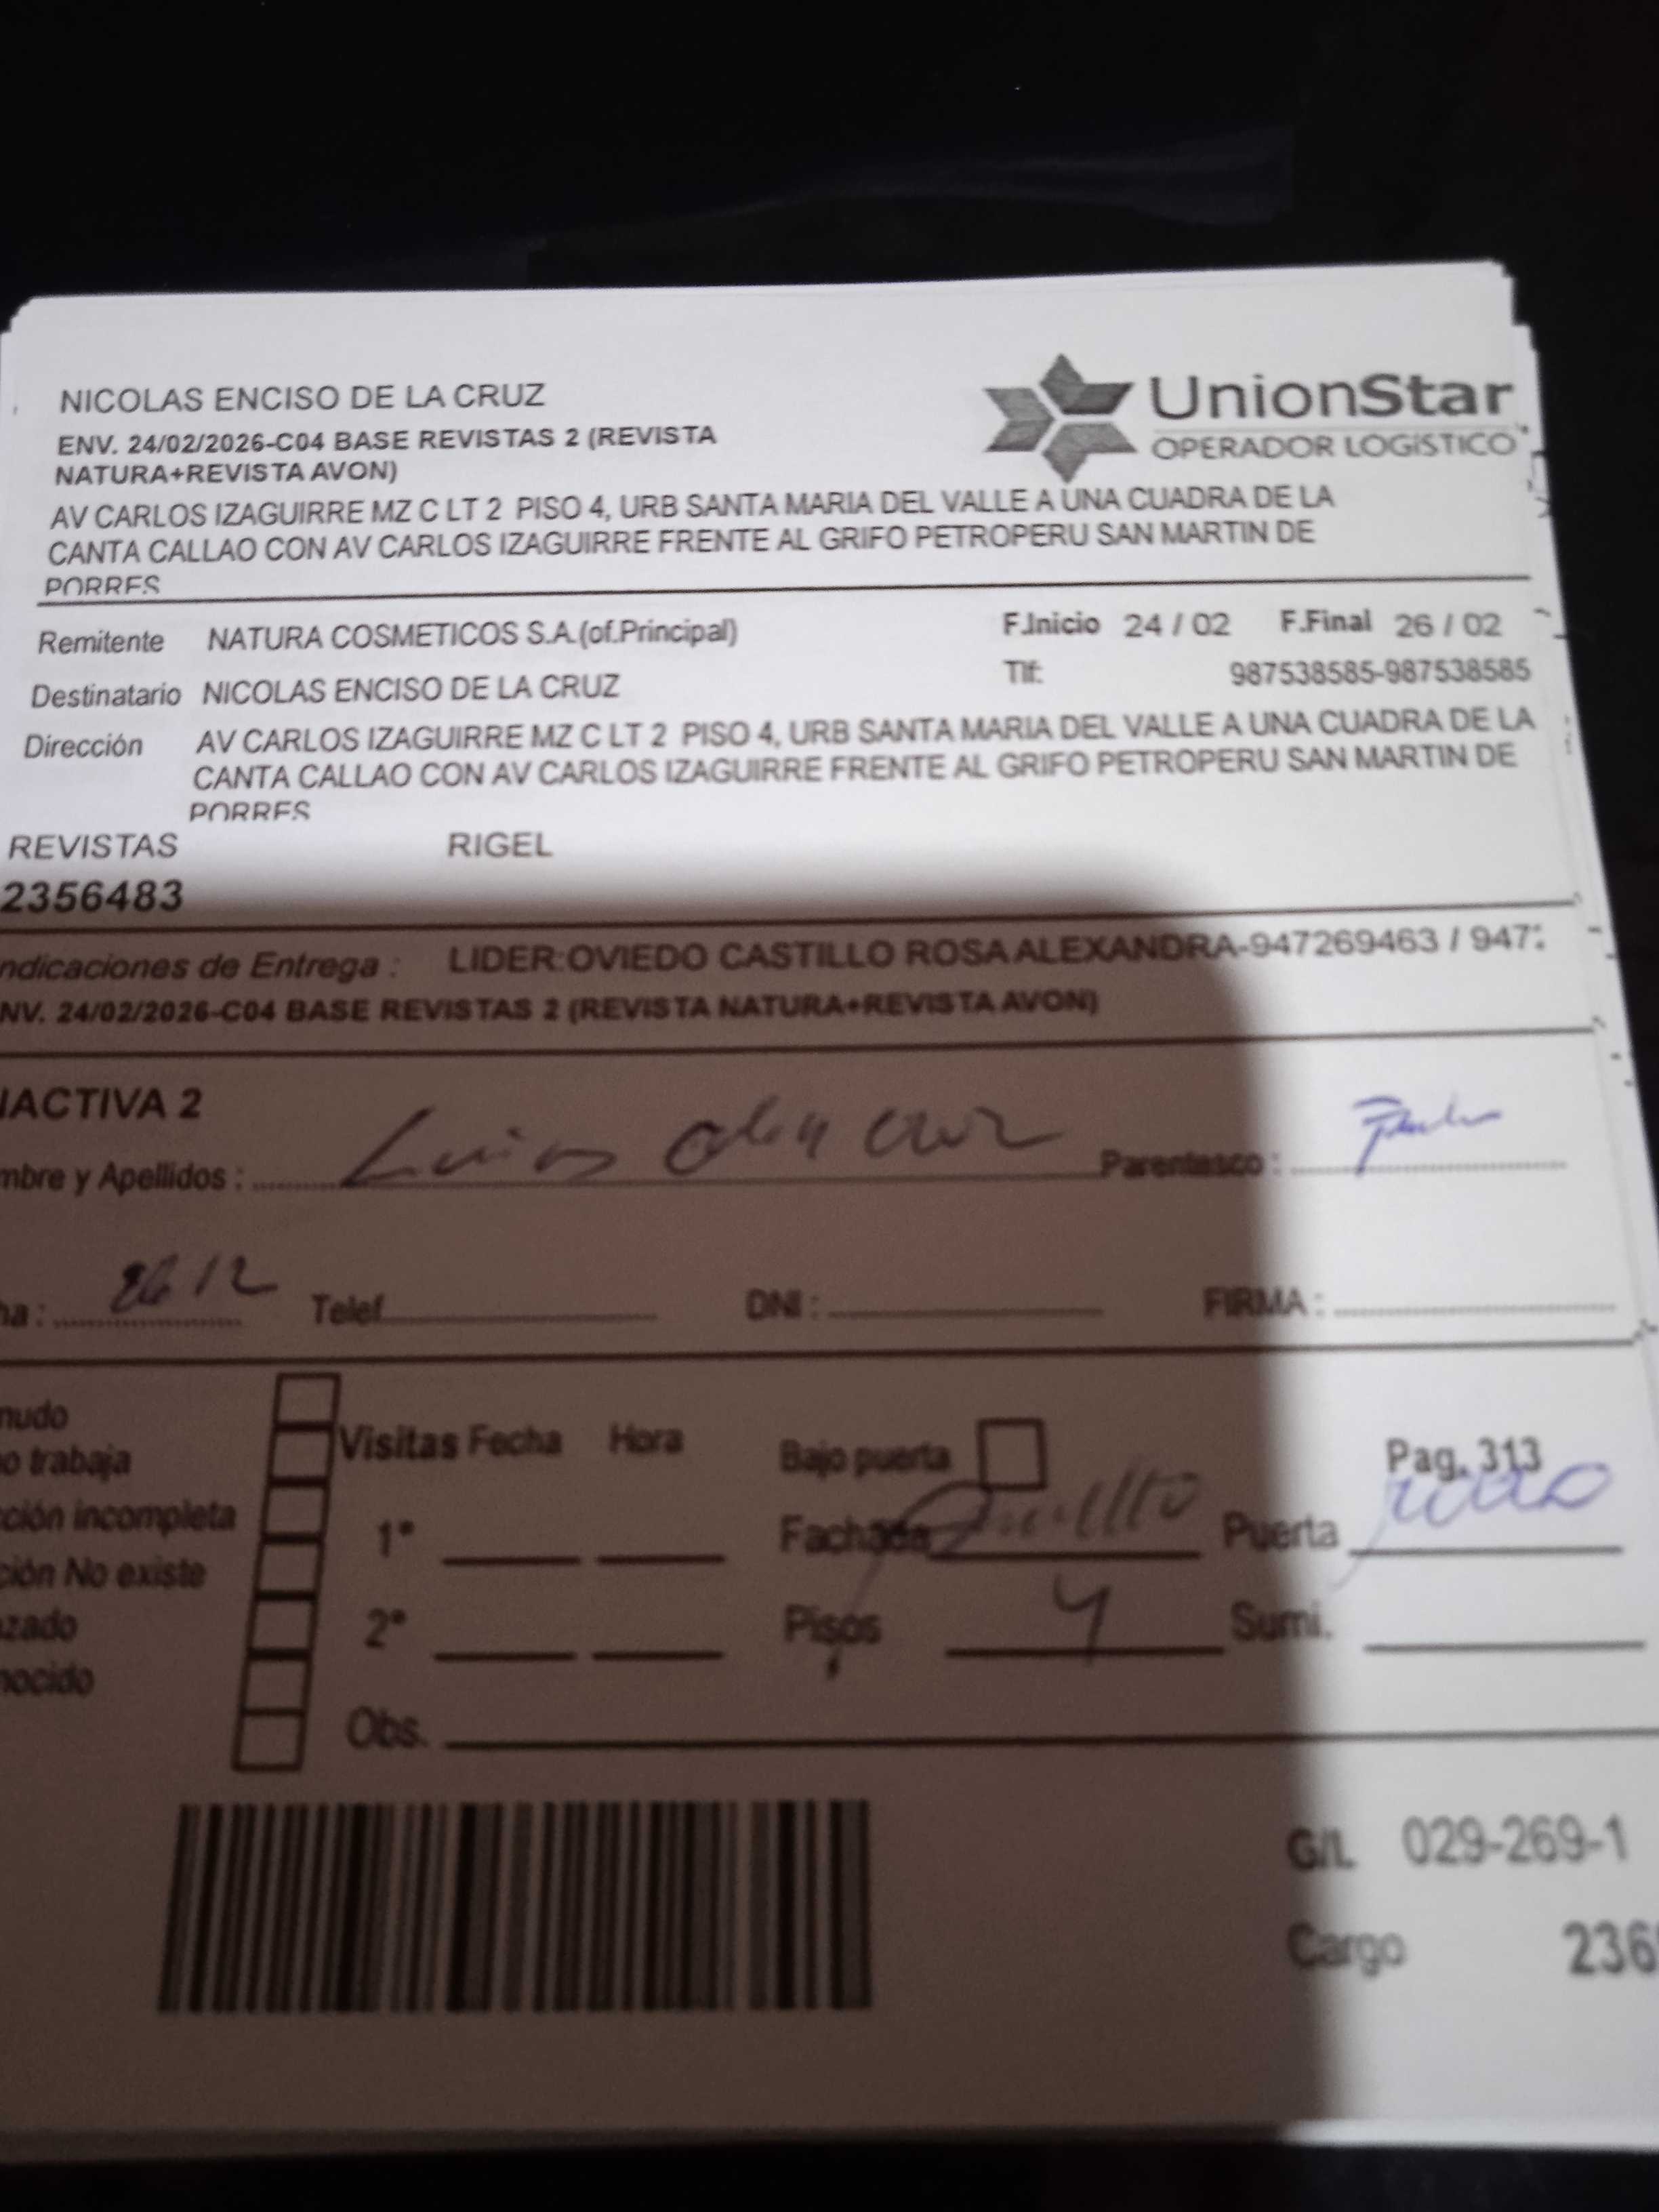 NICOLAS ENCISO DE LA CRUZ
UnionStar
OPERADOR LOGÍSTICO
ENV. 24/02/2026-C04 BASE REVISTAS 2 (REVISTA
NATURA+REVISTA AVON)
AV CARLOS IZAGUIRRE MZ C LT 2 PISO 4, URB SANTA MARIA DEL VALLE A UNA CUADRA DE LA
CANTA CALLAO CON AV CARLOS IZAGUIRRE FRENTE AL GRIFO PETROPERU SAN MARTIN DE
PORRES
Remitente NATURA COSMETICOS S.A.(of.Principal) F.Inicio 24 / 02 F.Final 26 / 02
Destinatario NICOLAS ENCISO DE LA CRUZ Tlf: 987538585-987538585
Dirección AV CARLOS IZAGUIRRE MZ C LT 2 PISO 4, URB SANTA MARIA DEL VALLE A UNA CUADRA DE LA
CANTA CALLAO CON AV CARLOS IZAGUIRRE FRENTE AL GRIFO PETROPERU SAN MARTIN DE
PORRES
REVISTAS RIGEL
2356483
ndicaciones de Entrega : LIDER:OVIEDO CASTILLO ROSA ALEXANDRA-947269463 / 947
NV. 24/02/2026-C04 BASE REVISTAS 2 (REVISTA NATURA+REVISTA AVON)
IACTIVA 2
mbre y Apellidos : Cruz Parentesco :
ha : 26/2 Telef. DNI : FIRMA :
nudo
o trabaja Visitas Fecha Hora Bajo puerta Pag. 313
cción incompleta 1° Fachada Puerta
ción No existe
zado 2° Pisos 4 Sumi.
nocido
Obs.
G/L 029-269-1
Cargo 236